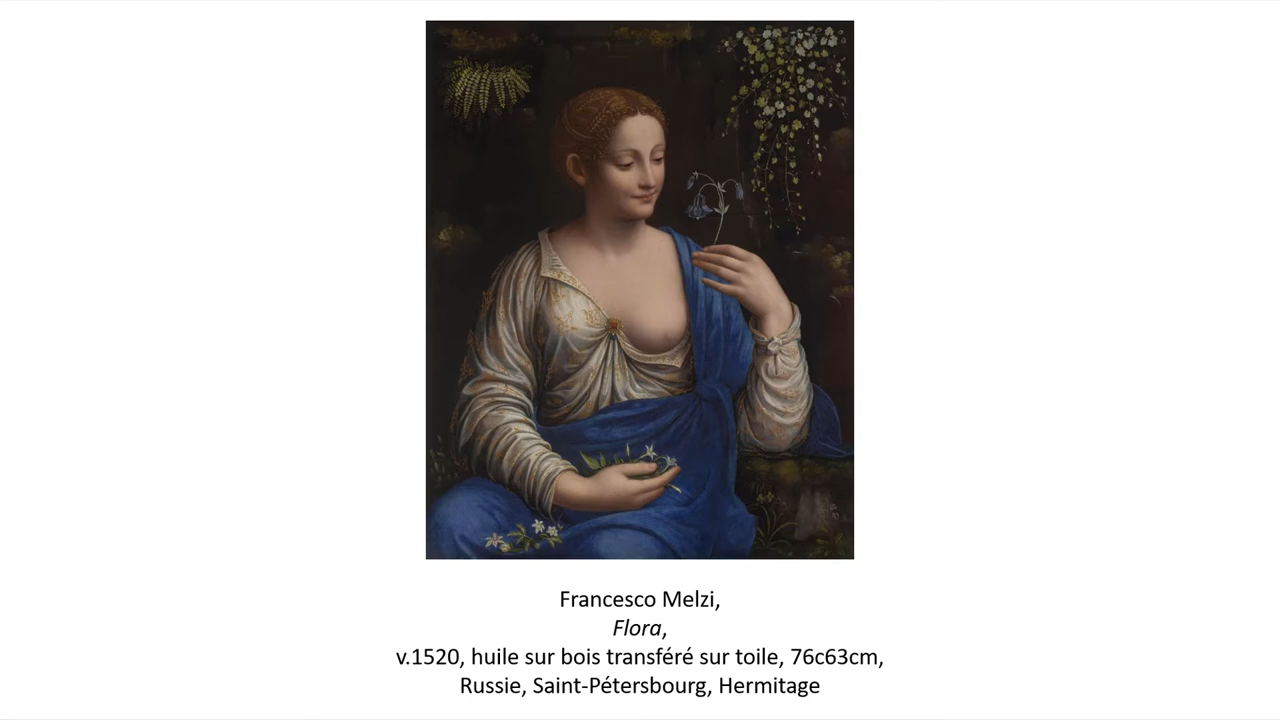 Francesco Melzi,
Flora,
v.1520, huile sur bois transféré sur toile, 76c63cm,
Russie, Saint-Pétersbourg, Hermitage